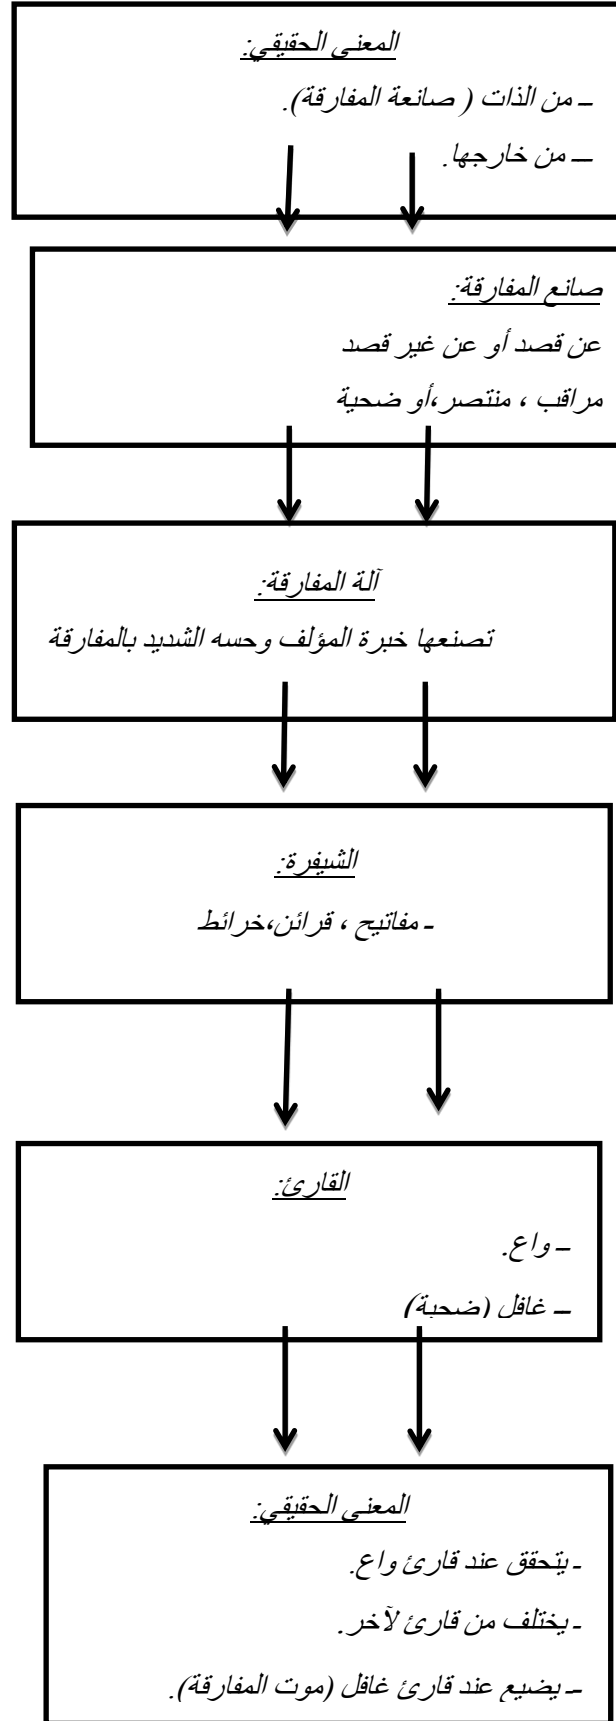 المعنى الحقيقي:
ـ من الذات ( صانعة المفارقة).
ـ من خارجها.
صانع المفارقة:
عن قصد أو عن غير قصد
مراقب ، منتصر،أو ضحية
آلة المفارقة:
تصنعها خبرة المؤلف وحسه الشديد بالمفارقة
الشيفرة:
- مفاتيح ، قرائن،خرائط
القارئ:
ـ واع.
ـ غافل (ضحية)
المعنى الحقيقي:
ـ يتحقق عند قارئ واع.
ـ يختلف من قارئ لآخر.
ـ يضيع عند قارئ غافل (موت المفارقة).